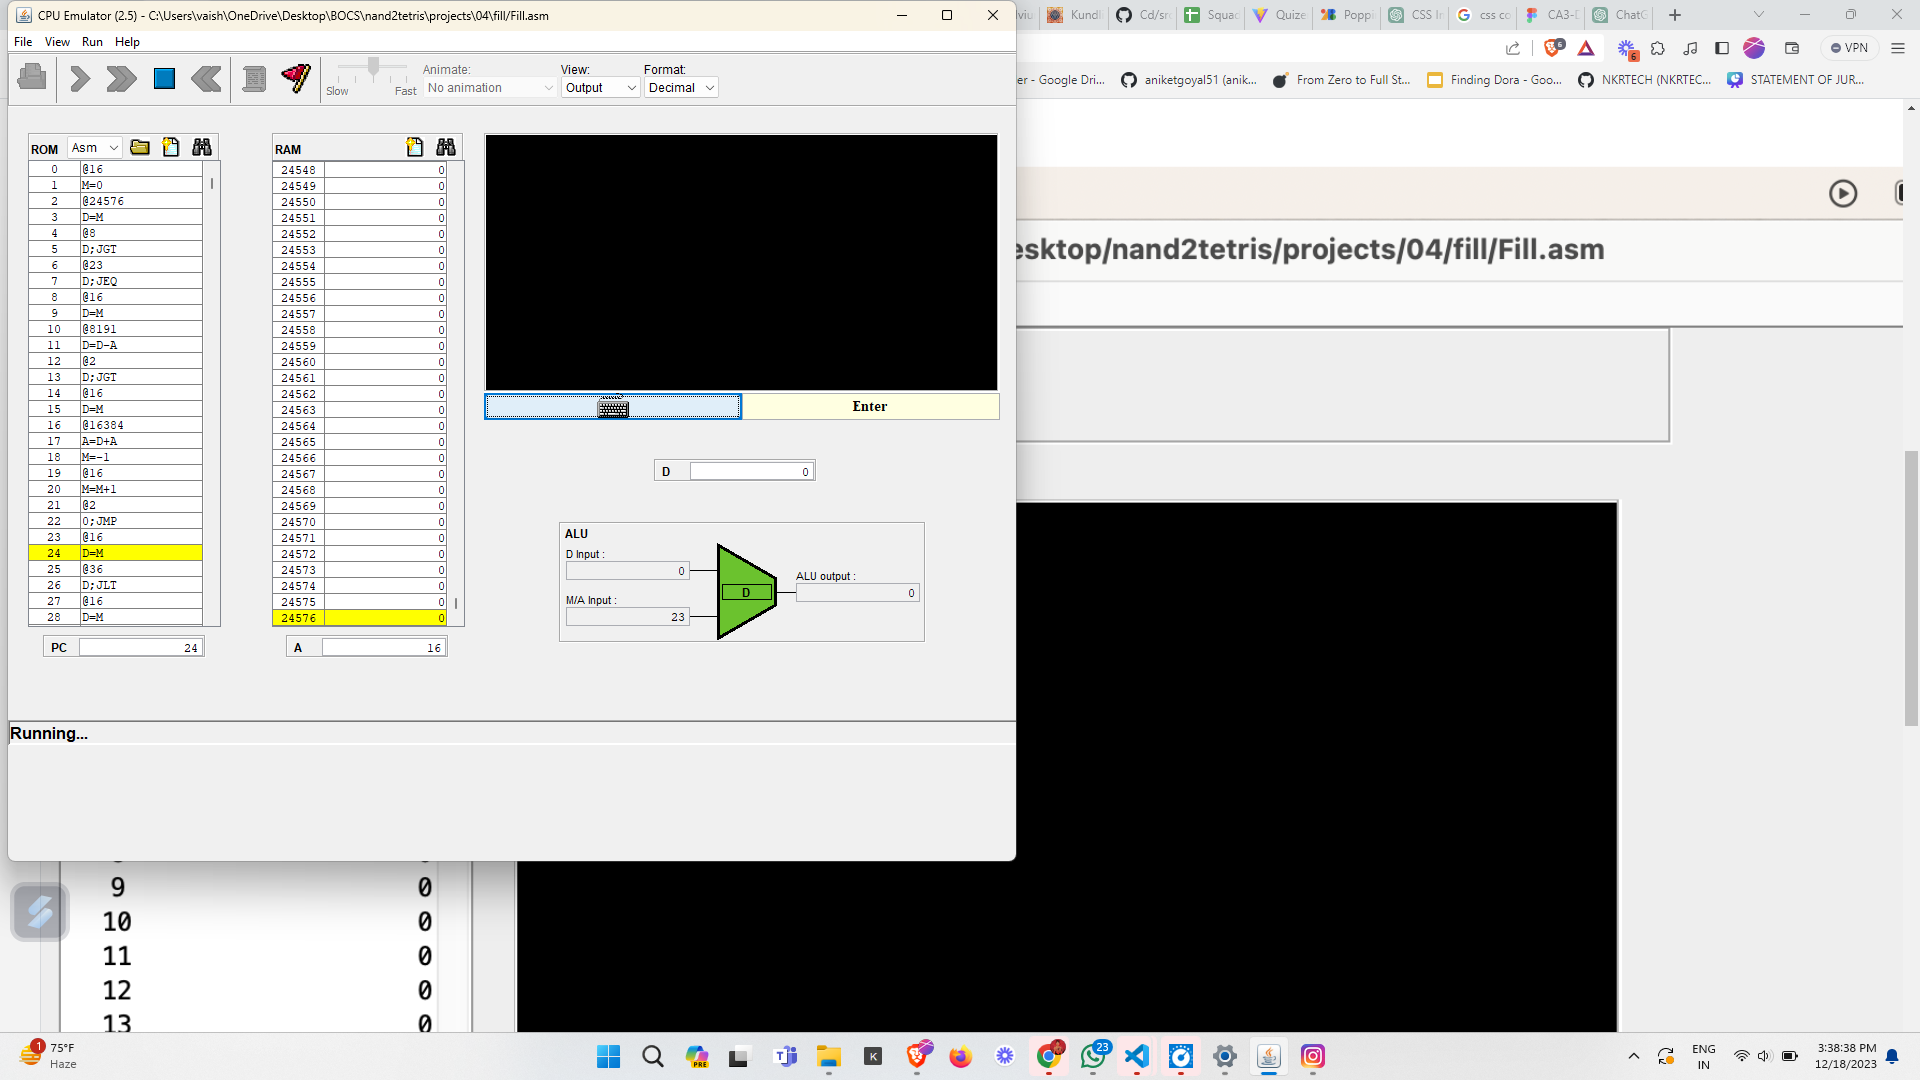 CPU Emulator (2.5) - C:\Users\vaish\OneDrive\Desktop\BOCS\nand2tetris\projects\04\fill\Fill.asm
Kundl
Cd/src
Squad
Quize
Poppi
CSS In
css co
CA3-D
ChatG
File View Run Help
6
6
VPN
Slow
Fast
Animate:
No animation
View:
Output
Format:
Decimal
er - Google Dri...
aniketgoyal51 (anik...
From Zero to Full St...
Finding Dora - Goo...
NKRTECH (NKRTEC...
STATEMENT OF JUR...
ROM Asm
0 @16
1 M=0
2 @24576
3 D=M
4 @8
5 D;JGT
6 @23
7 D;JEQ
8 @16
9 D=M
10 @8191
11 D=D-A
12 @2
13 D;JGT
14 @16
15 D=M
16 @16384
17 A=D+A
18 M=-1
19 @16
20 M=M+1
21 @2
22 0;JMP
23 @16
24 D=M
25 @36
26 D;JLT
27 @16
28 D=M
PC 24
RAM
24548 0
24549 0
24550 0
24551 0
24552 0
24553 0
24554 0
24555 0
24556 0
24557 0
24558 0
24559 0
24560 0
24561 0
24562 0
24563 0
24564 0
24565 0
24566 0
24567 0
24568 0
24569 0
24570 0
24571 0
24572 0
24573 0
24574 0
24575 0
24576 0
A 16
Enter
D 0
ALU
D Input :
0
M/A Input :
23
D
ALU output :
0
Running...
esktop/nand2tetris/projects/04/fill/Fill.asm
9 0
10 0
11 0
12 0
13 0
1
75°F
Haze
PRE
K
23
ENG
IN
3:38:38 PM
12/18/2023